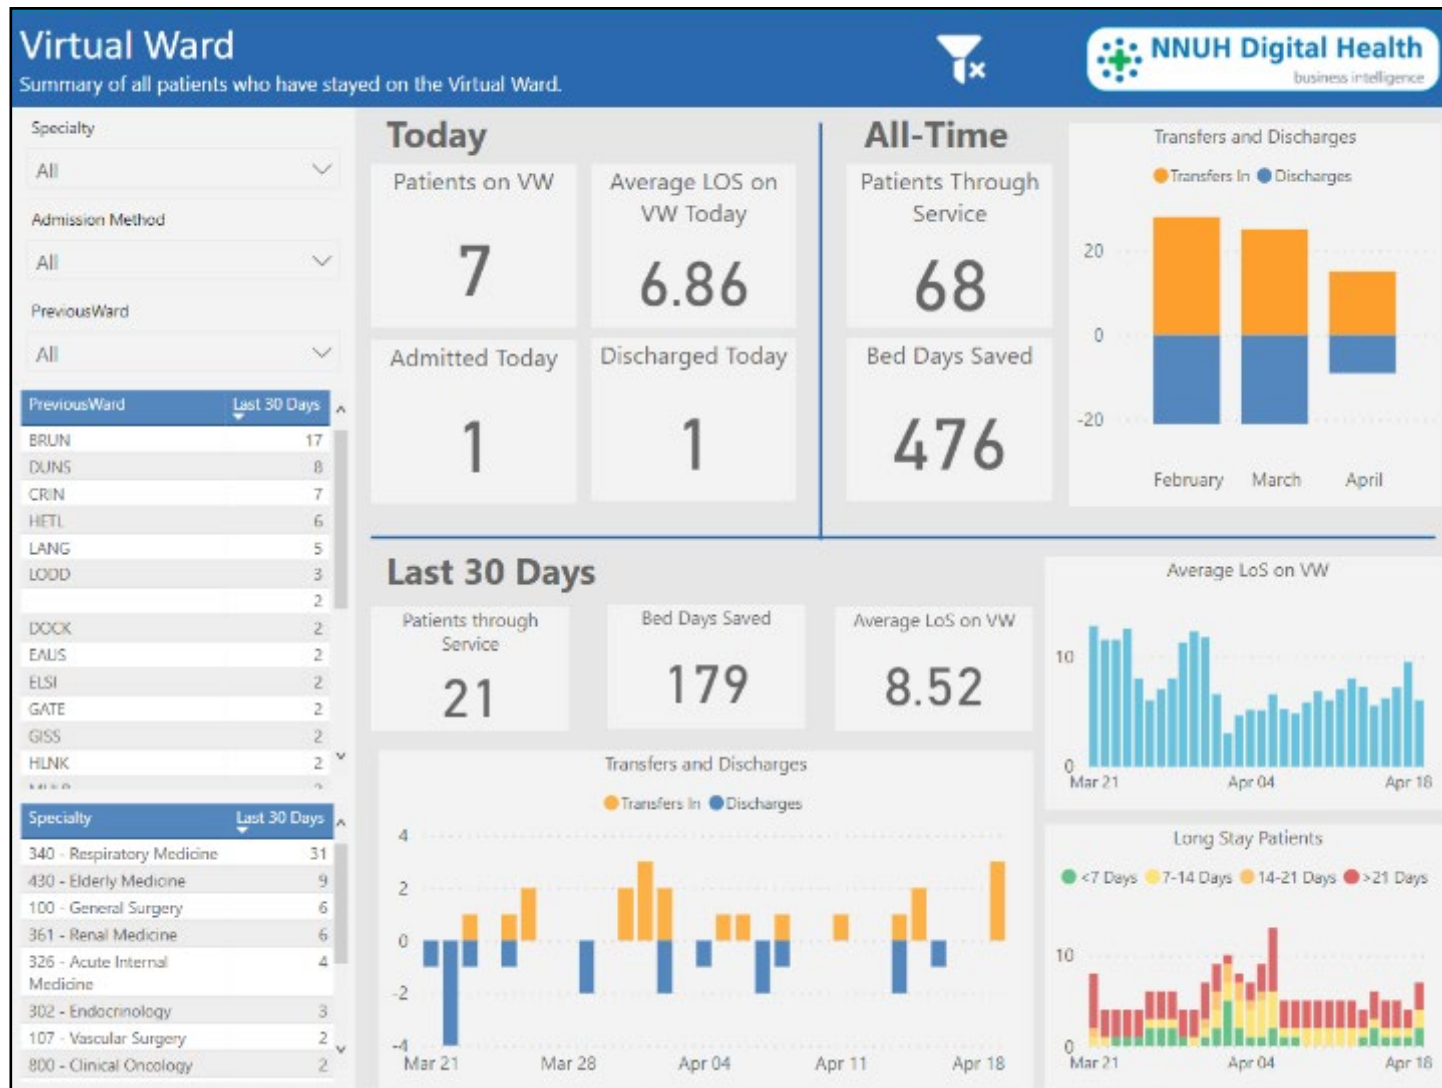 Virtual Ward
Summary of all patients who have stayed on the Virtual Ward.
NNUH Digital Health
business intelligence
Specialty
All
Admission Method
All
PreviousWard
All
PreviousWard Last 30 Days
BRUN 17
DUNS 8
CRIN 7
HETL 6
LANG 5
LODD 3
2
DOCK 2
EAUS 2
ELSI 2
GATE 2
GISS 2
HLNK 2
Specialty Last 30 Days
340 - Respiratory Medicine 31
430 - Elderly Medicine 9
100 - General Surgery 6
361 - Renal Medicine 6
326 - Acute Internal 4
Medicine
302 - Endocrinology 3
107 - Vascular Surgery 2
800 - Clinical Oncology 2
Today
Patients on VW
7
Average LOS on
VW Today
6.86
Admitted Today
1
Discharged Today
1
All-Time
Patients Through
Service
68
Bed Days Saved
476
Transfers and Discharges
Transfers In Discharges
20
0
-20
February March April
Last 30 Days
Patients through
Service
21
Bed Days Saved
179
Average LoS on VW
8.52
Transfers and Discharges
Transfers In Discharges
4
2
0
-2
-4
Mar 21 Mar 28 Apr 04 Apr 11 Apr 18
Average LoS on VW
10
0
Mar 21 Apr 04 Apr 18
Long Stay Patients
<7 Days 7-14 Days 14-21 Days >21 Days
10
0
Mar 21 Apr 04 Apr 18